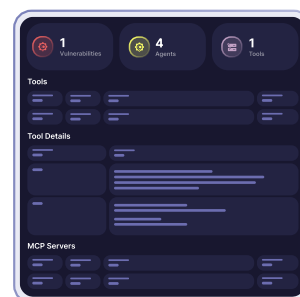 1
Vulnerabilities
4
Agents
1
Tools
Tools
Tool Details
MCP Servers